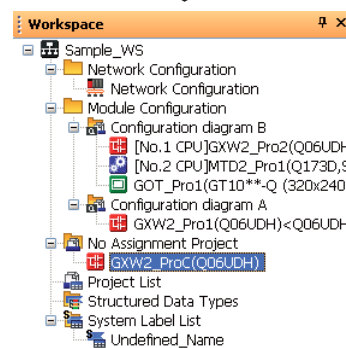 Workspace
Sample_WS
Network Configuration
Network Configuration
Module Configuration
Configuration diagram B
[No.1 CPU]GXW2_Pro2(Q06UDH
[No.2 CPU]MTD2_Pro1(Q173D,S
GOT_Pro1(GT10**-Q (320x240
Configuration diagram A
GXW2_Pro1(Q06UDH)<Q06UDH
No Assignment Project
GXW2_ProC(Q06UDH)
Project List
Structured Data Types
System Label List
Undefined_Name